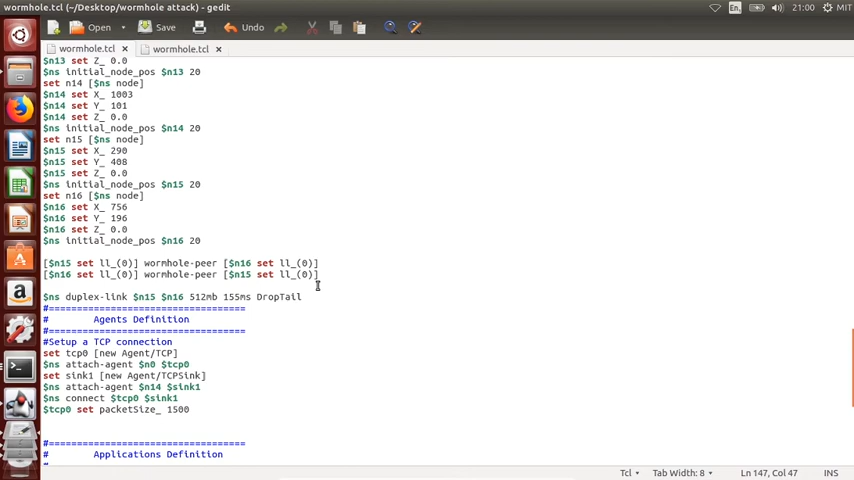 wormhole.tcl (~/Desktop/wormhole attack) - gedit
En
21:00
MIT
Open
Save
Undo
wormhole.tcl
wormhole.tcl
$n13 set Z_ 0.0
$ns initial_node_pos $n13 20
set n14 [$ns node]
$n14 set X_ 1003
$n14 set Y_ 101
$n14 set Z_ 0.0
$ns initial_node_pos $n14 20
set n15 [$ns node]
$n15 set X_ 290
$n15 set Y_ 408
$n15 set Z_ 0.0
$ns initial_node_pos $n15 20
set n16 [$ns node]
$n16 set X_ 756
$n16 set Y_ 196
$n16 set Z_ 0.0
$ns initial_node_pos $n16 20
[$n15 set ll_(0)] wormhole-peer [$n16 set ll_(0)]
[$n16 set ll_(0)] wormhole-peer [$n15 set ll_(0)]
$ns duplex-link $n15 $n16 512mb 155ms DropTail
#===================================
#        Agents Definition
#===================================
#Setup a TCP connection
set tcp0 [new Agent/TCP]
$ns attach-agent $n0 $tcp0
set sink1 [new Agent/TCPSink]
$ns attach-agent $n14 $sink1
$ns connect $tcp0 $sink1
$tcp0 set packetSize_ 1500
#===================================
#        Applications Definition
Tcl
Tab Width: 8
Ln 147, Col 47
INS